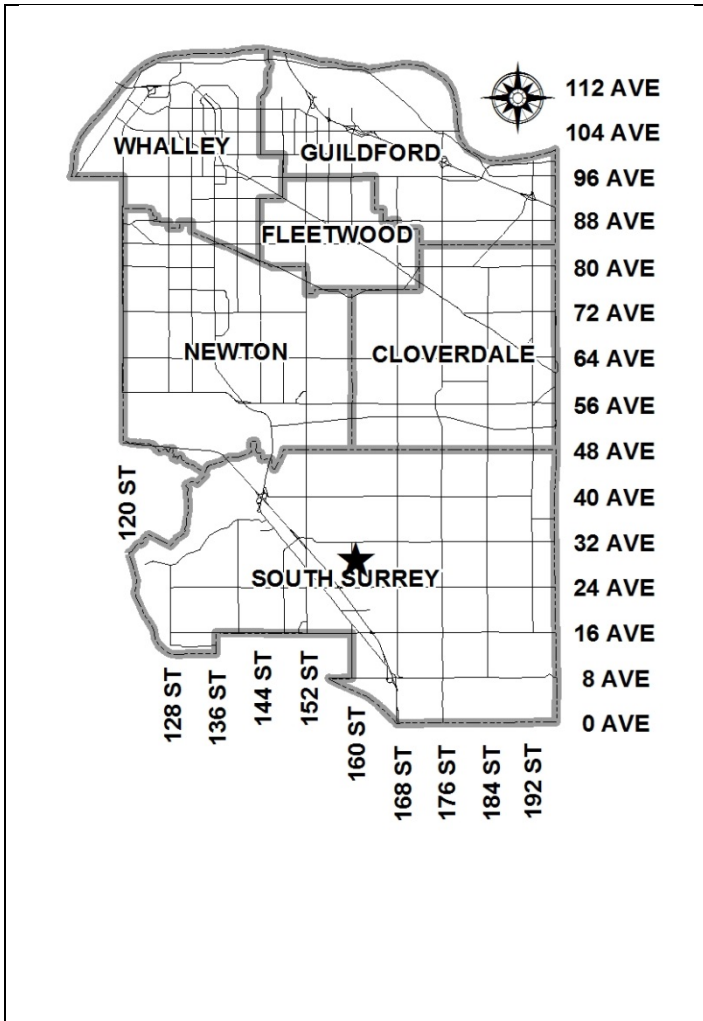 112 AVE
104 AVE
WHALLEY
GUILDFORD
96 AVE
88 AVE
FLEETWOOD
80 AVE
72 AVE
NEWTON
CLOVERDALE
64 AVE
56 AVE
48 AVE
40 AVE
120 ST
32 AVE
SOUTH SURREY
24 AVE
16 AVE
8 AVE
0 AVE
128 ST
136 ST
144 ST
152 ST
160 ST
168 ST
176 ST
184 ST
192 ST